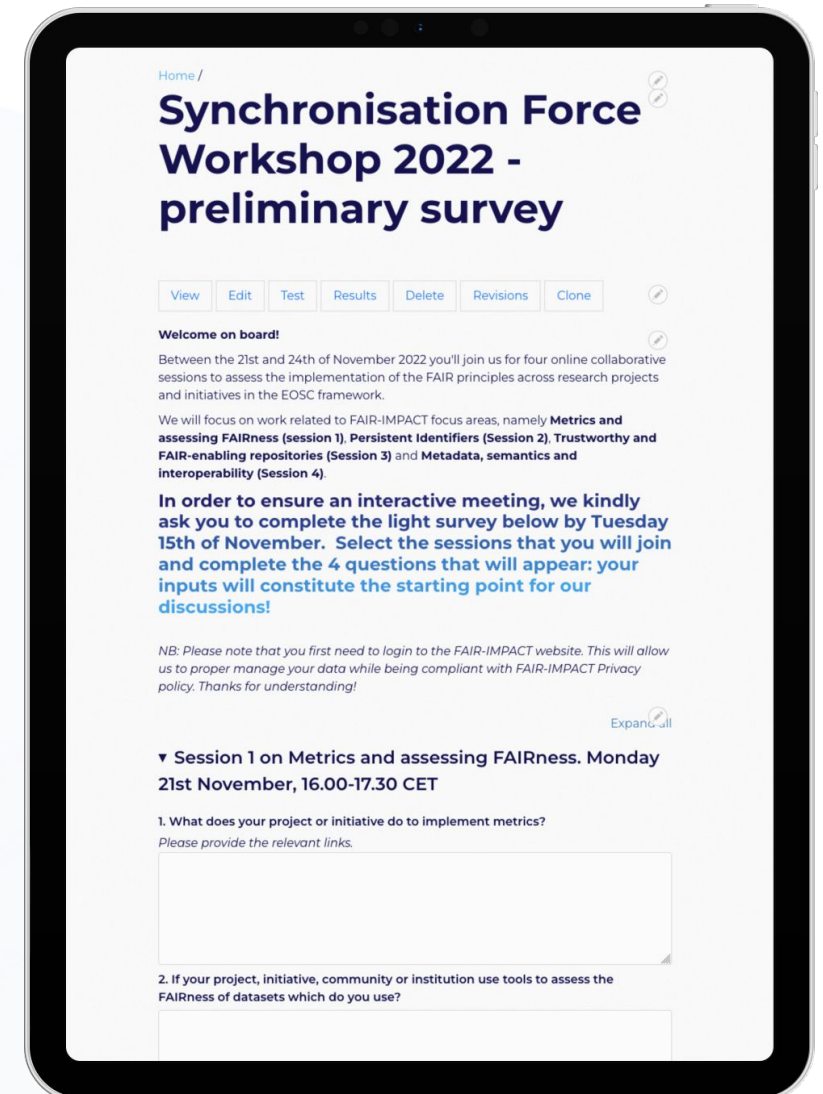 Home /
Synchronisation Force
Workshop 2022 -
preliminary survey
View Edit Test Results Delete Revisions Clone
Welcome on board!
Between the 21st and 24th of November 2022 you'll join us for four online collaborative
sessions to assess the implementation of the FAIR principles across research projects
and initiatives in the EOSC framework.
We will focus on work related to FAIR-IMPACT focus areas, namely Metrics and
assessing FAIRness (session 1), Persistent Identifiers (Session 2), Trustworthy and
FAIR-enabling repositories (Session 3) and Metadata, semantics and
interoperability (Session 4).
In order to ensure an interactive meeting, we kindly
ask you to complete the light survey below by Tuesday
15th of November. Select the sessions that you will join
and complete the 4 questions that will appear: your
inputs will constitute the starting point for our
discussions!
NB: Please note that you first need to login to the FAIR-IMPACT website. This will allow
us to proper manage your data while being compliant with FAIR-IMPACT Privacy
policy. Thanks for understanding!
Expand all
▾ Session 1 on Metrics and assessing FAIRness. Monday
21st November, 16.00-17.30 CET
1. What does your project or initiative do to implement metrics?
Please provide the relevant links.
2. If your project, initiative, community or institution use tools to assess the
FAIRness of datasets which do you use?